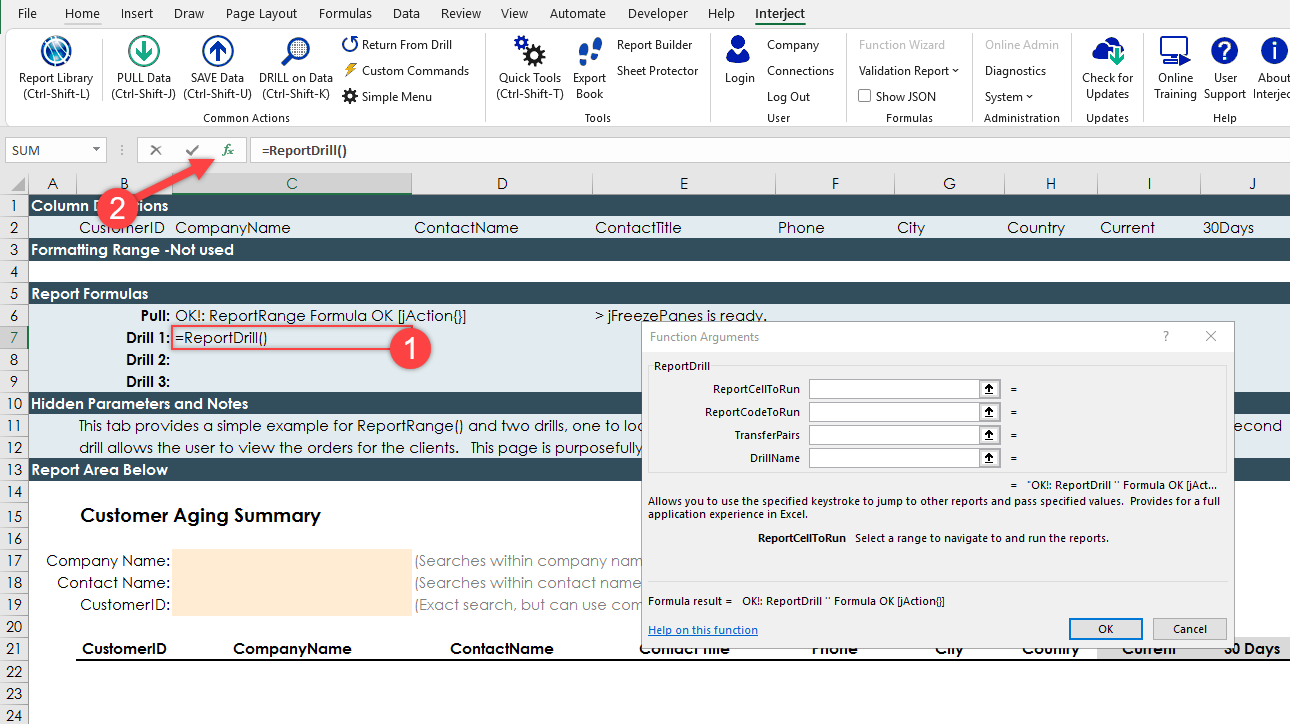 File Home Insert Draw Page Layout Formulas Data Review View Automate Developer Help Interject
Report Library (Ctrl-Shift-L)
PULL Data (Ctrl-Shift-J)
SAVE Data (Ctrl-Shift-U)
DRILL on Data (Ctrl-Shift-K)
Return From Drill
Custom Commands
Simple Menu
Common Actions
Quick Tools (Ctrl-Shift-T)
Export Book
Report Builder
Sheet Protector
Tools
Login
Company
Connections
Log Out
User
Function Wizard
Validation Report
Show JSON
Formulas
Online Admin
Diagnostics
System
Administration
Check for Updates
Updates
Online Training
User Support
About Interjec
Help
SUM fx =ReportDrill()
A B C D E F G H I J
1 Column D tions
2
2 CustomerID CompanyName ContactName ContactTitle Phone City Country Current 30Days
3 Formatting Range -Not used
4
5 Report Formulas
6 Pull: OK!: ReportRange Formula OK [jAction{}] > jFreezePanes is ready.
7 Drill 1: =ReportDrill()
1
8 Drill 2:
9 Drill 3:
10 Hidden Parameters and Notes
11 This tab provides a simple example for ReportRange() and two drills, one to loc second
12 drill allows the user to view the orders for the clients. This page is purposefully
13 Report Area Below
14
15 Customer Aging Summary
16
17 Company Name: (Searches within company nam
18 Contact Name: (Searches within contact name
19 CustomerID: (Exact search, but can use com
20
21 CustomerID CompanyName ContactName Contact Title Phone City Country Current 30 Days
22
23
24
Function Arguments ?
ReportDrill
ReportCellToRun =
ReportCodeToRun =
TransferPairs =
DrillName =
= "OK!: ReportDrill '' Formula OK [jAct...
Allows you to use the specified keystroke to jump to other reports and pass specified values. Provides for a full
application experience in Excel.
ReportCellToRun Select a range to navigate to and run the reports.
Formula result = OK!: ReportDrill '' Formula OK [jAction{}]
Help on this function
OK Cancel